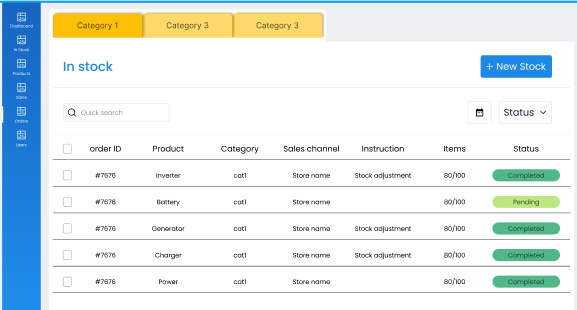 Category 1 Category 3 Category 3
Dashboard
In Stock
Products
Sales
Orders
Users
In stock + New Stock
Quick search Status
order ID Product Category Sales channel Instruction Items Status
#7676 Inverter cat1 Store name Stock adjustment 80/100 Completed
#7676 Battery cat1 Store name 80/100 Pending
#7676 Generator cat1 Store name Stock adjustment 80/100 Completed
#7676 Charger cat1 Store name Stock adjustment 80/100 Completed
#7676 Power cat1 Store name 80/100 Completed